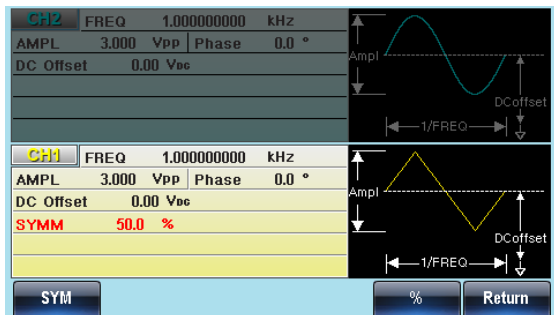 CH2 FREQ 1.000000000 kHz
AMPL 3.000 Vpp Phase 0.0 °
DC Offset 0.00 VDC
Ampl
DCoffset
1/FREQ
CH1 FREQ 1.000000000 kHz
AMPL 3.000 Vpp Phase 0.0 °
DC Offset 0.00 VDC
SYMM 50.0 %
Ampl
DCoffset
1/FREQ
SYM % Return